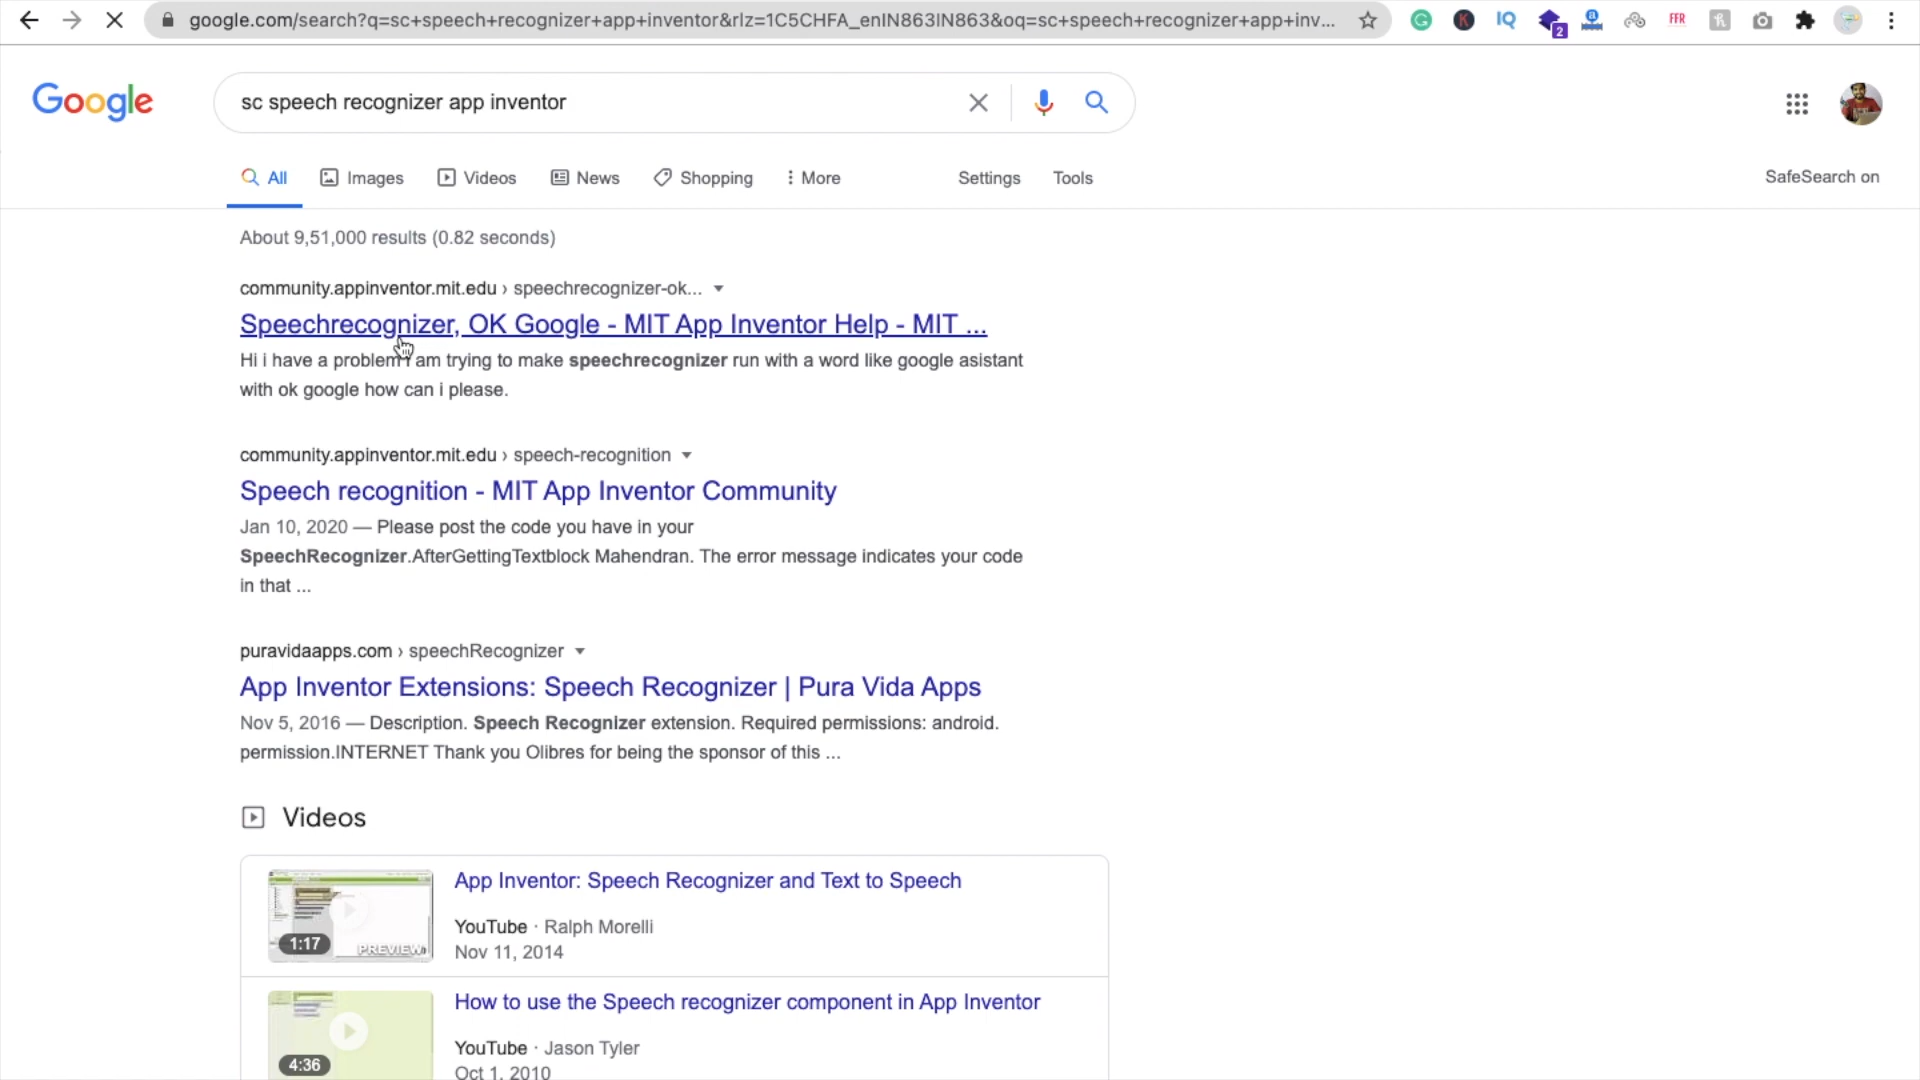 google.com/search?q=sc+speech+recognizer+app+inventor&rlz=1C5CHFA_enIN863IN863&oq=sc+speech+recognizer+app+inv...
IQ
2
a
FFR
Google
sc speech recognizer app inventor
All
Images
Videos
News
Shopping
More
Settings
Tools
SafeSearch on
About 9,51,000 results (0.82 seconds)
community.appinventor.mit.edu › speechrecognizer-ok...
Speechrecognizer, OK Google - MIT App Inventor Help - MIT ...
Hi i have a problem i am trying to make speechrecognizer run with a word like google asistant
with ok google how can i please.
community.appinventor.mit.edu › speech-recognition
Speech recognition - MIT App Inventor Community
Jan 10, 2020 — Please post the code you have in your
SpeechRecognizer.AfterGettingTextblock Mahendran. The error message indicates your code
in that ...
puravidaapps.com › speechRecognizer
App Inventor Extensions: Speech Recognizer | Pura Vida Apps
Nov 5, 2016 — Description. Speech Recognizer extension. Required permissions: android.
permission.INTERNET Thank you Olibres for being the sponsor of this ...
Videos
1:17
PREVIEW
App Inventor: Speech Recognizer and Text to Speech
YouTube · Ralph Morelli
Nov 11, 2014
4:36
How to use the Speech recognizer component in App Inventor
YouTube · Jason Tyler
Oct 1, 2010